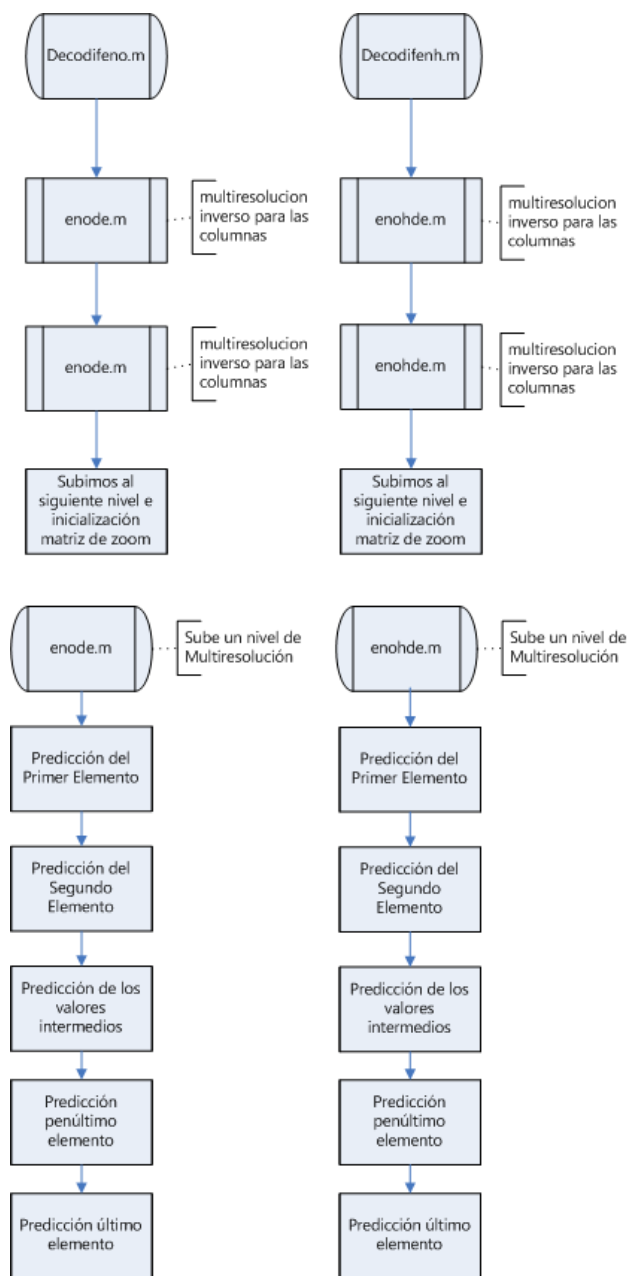 Decodifeno.m
enode.m
multiresolucion
inverso para las
columnas
enode.m
multiresolucion
inverso para las
columnas
Subimos al
siguiente nivel e
inicialización
matriz de zoom
Decodifenh.m
enohde.m
multiresolucion
inverso para las
columnas
enohde.m
multiresolucion
inverso para las
columnas
Subimos al
siguiente nivel e
inicialización
matriz de zoom
enode.m
Sube un nivel de
Multiresolución
Predicción del
Primer Elemento
Predicción del
Segundo
Elemento
Predicción de los
valores
intermedios
Predicción
penúltimo
elemento
Predicción último
elemento
enohde.m
Sube un nivel de
Multiresolución
Predicción del
Primer Elemento
Predicción del
Segundo
Elemento
Predicción de los
valores
intermedios
Predicción
penúltimo
elemento
Predicción último
elemento